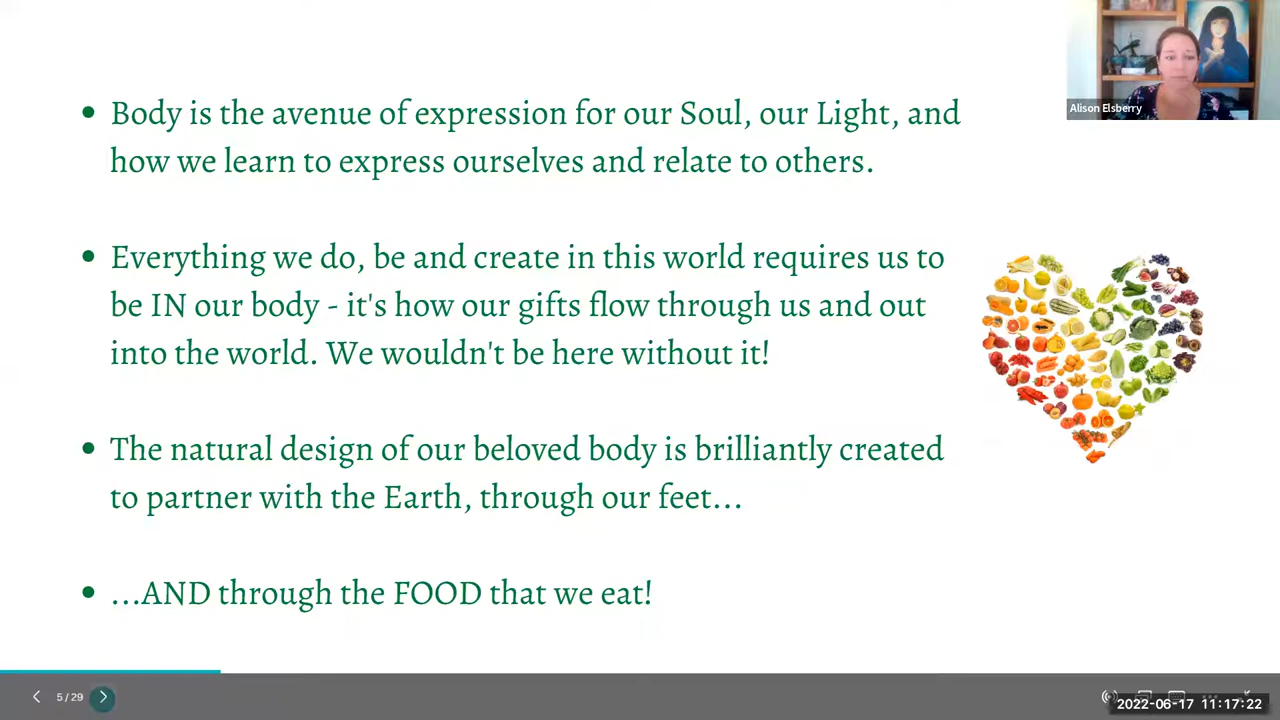 Alison Elsberry
• Body is the avenue of expression for our Soul, our Light, and
how we learn to express ourselves and relate to others.
• Everything we do, be and create in this world requires us to
be IN our body - it's how our gifts flow through us and out
into the world. We wouldn't be here without it!
• The natural design of our beloved body is brilliantly created
to partner with the Earth, through our feet...
• ...AND through the FOOD that we eat!
5 / 29
2022-06-17 11:17:22